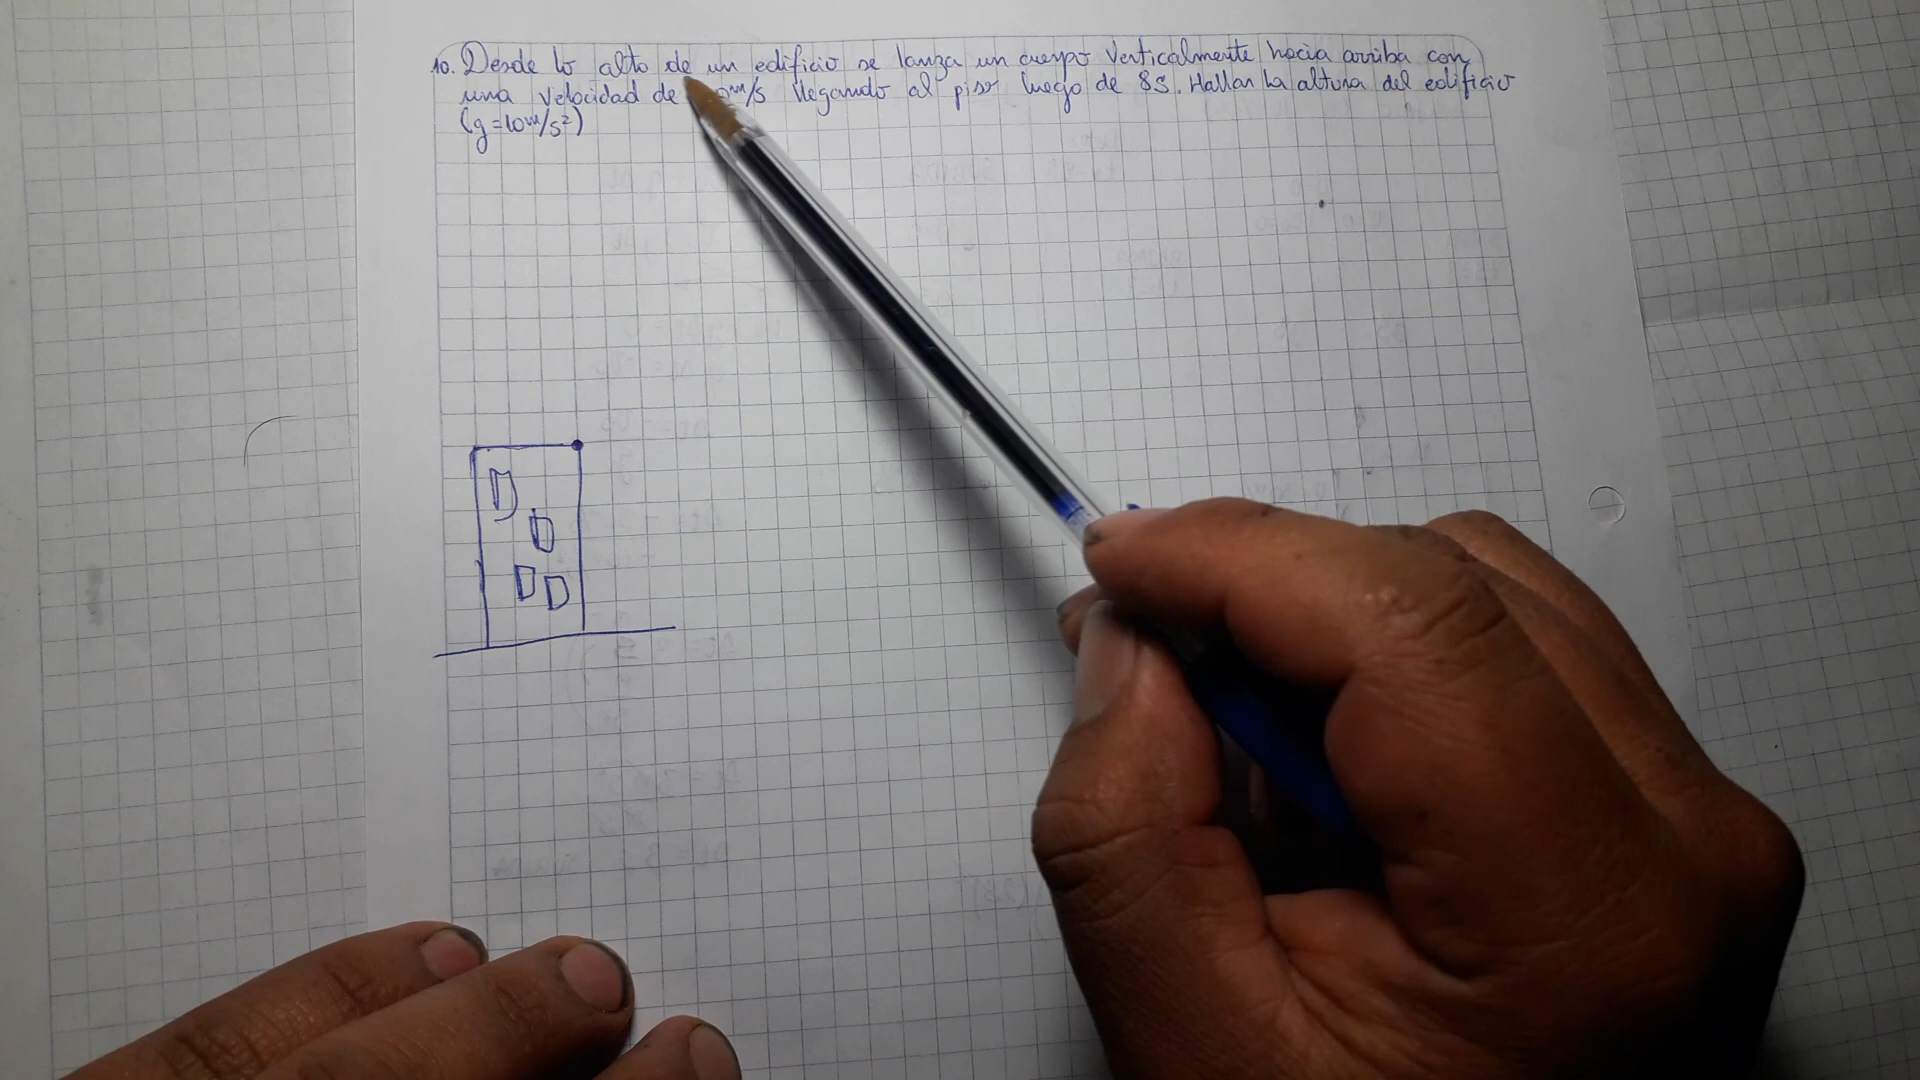 10. Desde lo alto de un edificio se lanza un cuerpo verticalmente hacia arriba con
una velocidad de m/s llegando al piso luego de 8s. Hallar la altura del edificio
(g=10m/s²)